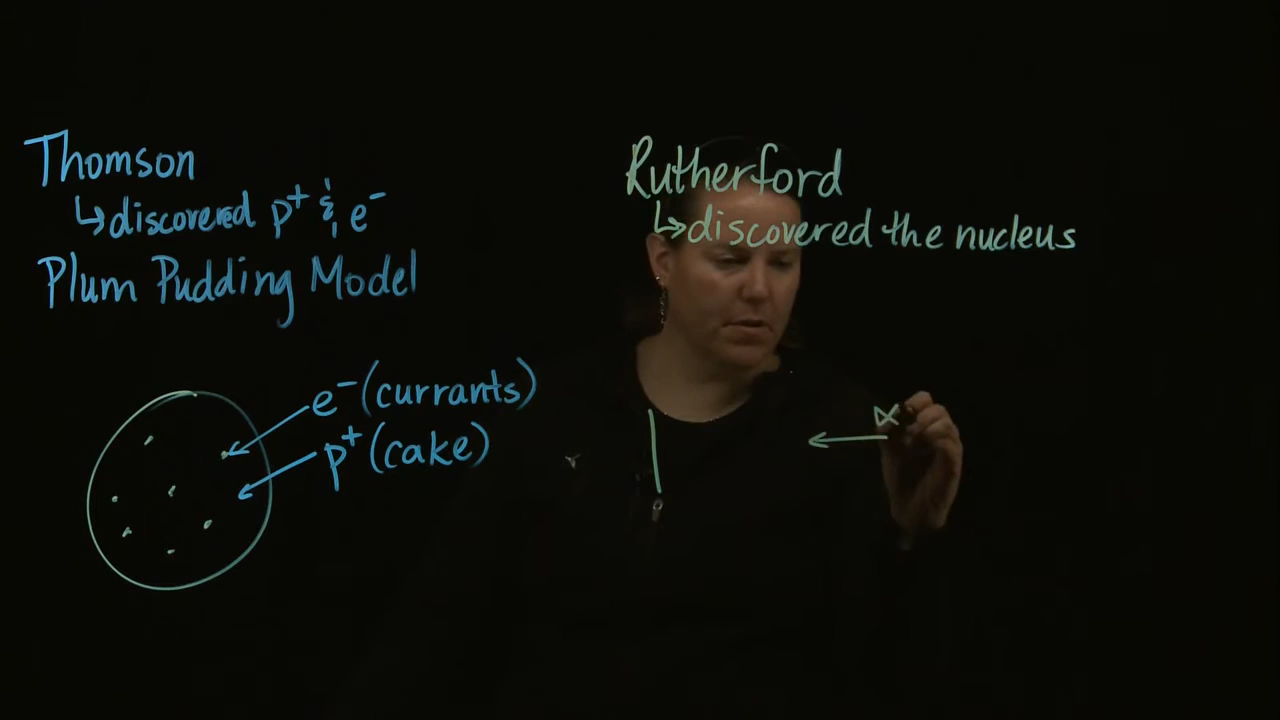 Thomson
↳discovered p⁺ & e⁻
Plum Pudding Model
e⁻ (currants)
p⁺ (cake)
Rutherford
↳discovered the nucleus
α